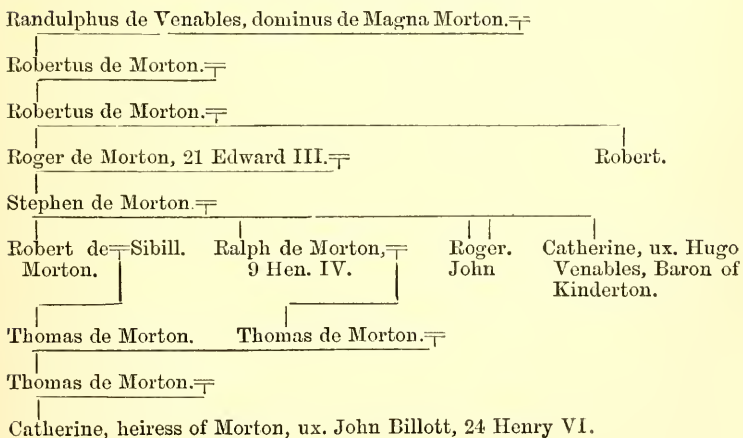 Randulphus de Venables, dominus de Magna Morton.
Robertus de Morton.
Robertus de Morton.
Roger de Morton, 21 Edward III. Robert.
Stephen de Morton.
Robert de Sibill. Ralph de Morton, Roger. Catherine, ux. Hugo
Morton. 9 Hen. IV. John Venables, Baron of
Kinderton.
Thomas de Morton. Thomas de Morton.
Thomas de Morton.
Catherine, heiress of Morton, ux. John Billott, 24 Henry VI.